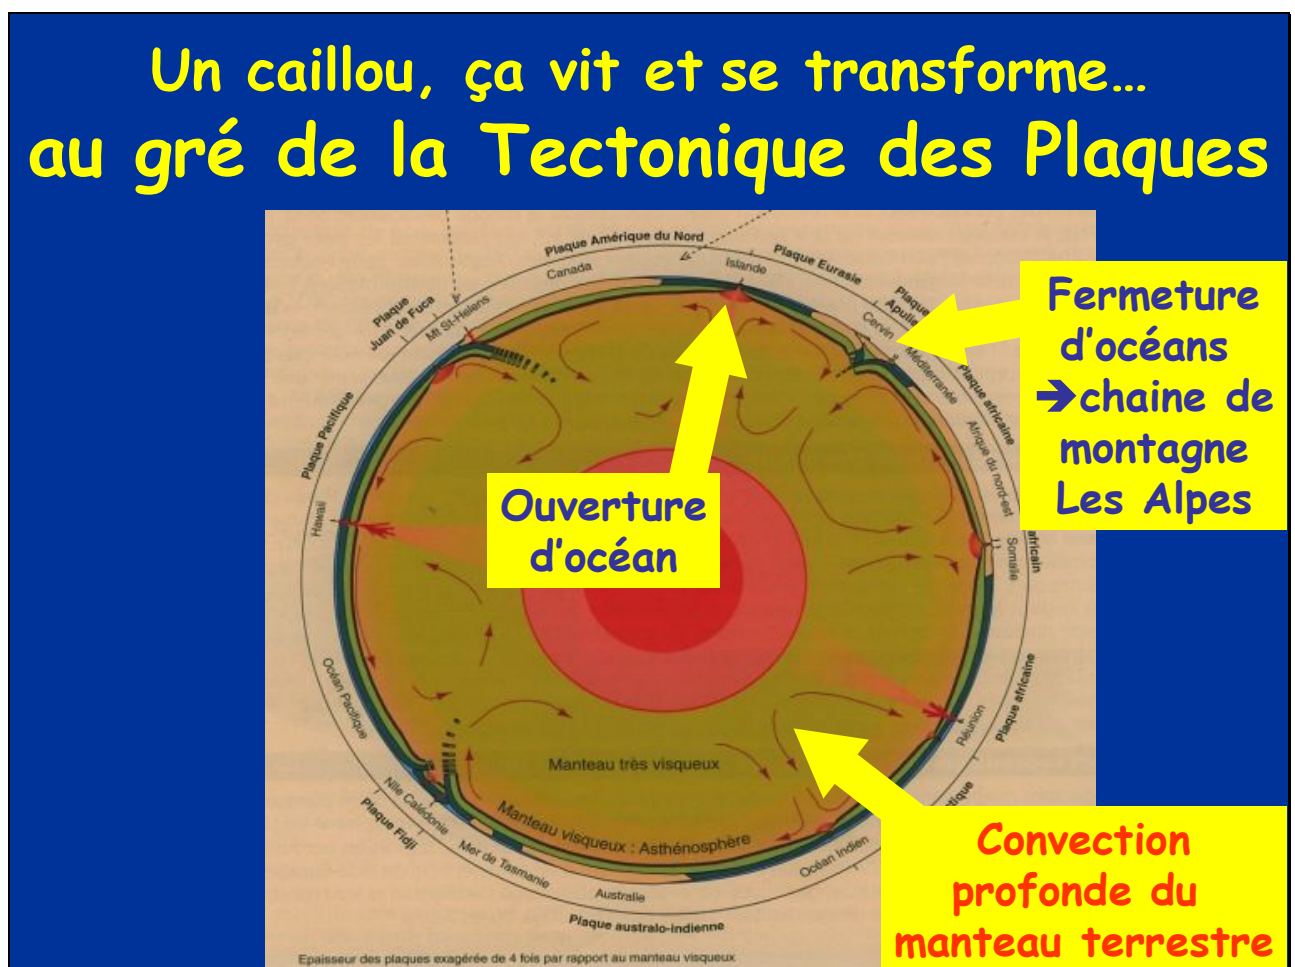 Un caillou, ça vit et se transforme…
au gré de la Tectonique des Plaques
Plaque Amérique du Nord
Canada
Islande
Plaque Eurasie
Plaque
Apulie
Cervin
Méditerranée
Plaque africaine
Afrique du nord-est
Somalie
africain
Plaque africaine
Réunion
Océan Indien
Plaque australo-indienne
Australie
Mer de Tasmanie
Nlle Calédonie
Plaque Fidji
Océan Pacifique
Hawaii
Plaque Pacifique
Plaque
Juan de Fuca
Mt St-Helens
Fermeture
d'océans
➔chaine de
montagne
Les Alpes
Ouverture
d'océan
Manteau très visqueux
Manteau visqueux : Asthénosphère
Convection
profonde du
manteau terrestre
Epaisseur des plaques exagérée de 4 fois par rapport au manteau visqueux